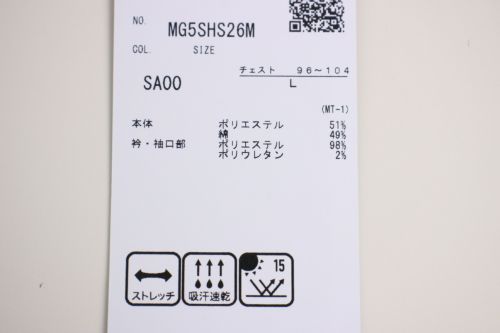 NO. MG5SHS26M
COL. SIZE
チェスト 96～104
SA00 L
(MT-1)
本体 ポリエステル 51%
綿 49%
衿・袖口部 ポリエステル 98%
ポリウレタン 2%
15
ストレッチ 吸汗速乾